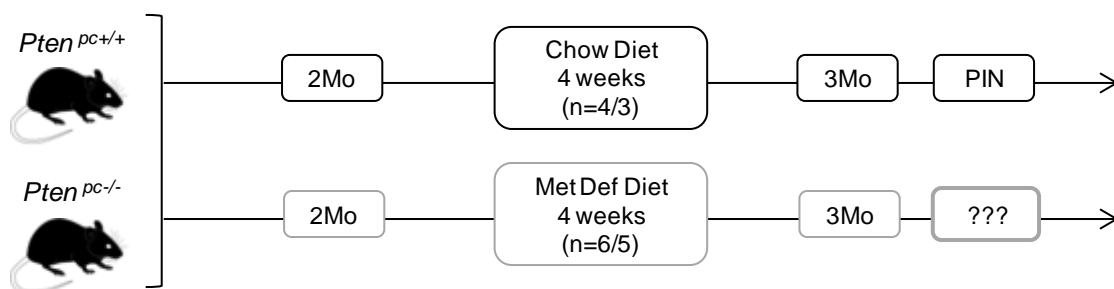 Pten pc+/+
2Mo
Chow Diet
4 weeks
(n=4/3)
3Mo
PIN
Pten pc-/-
2Mo
Met Def Diet
4 weeks
(n=6/5)
3Mo
???